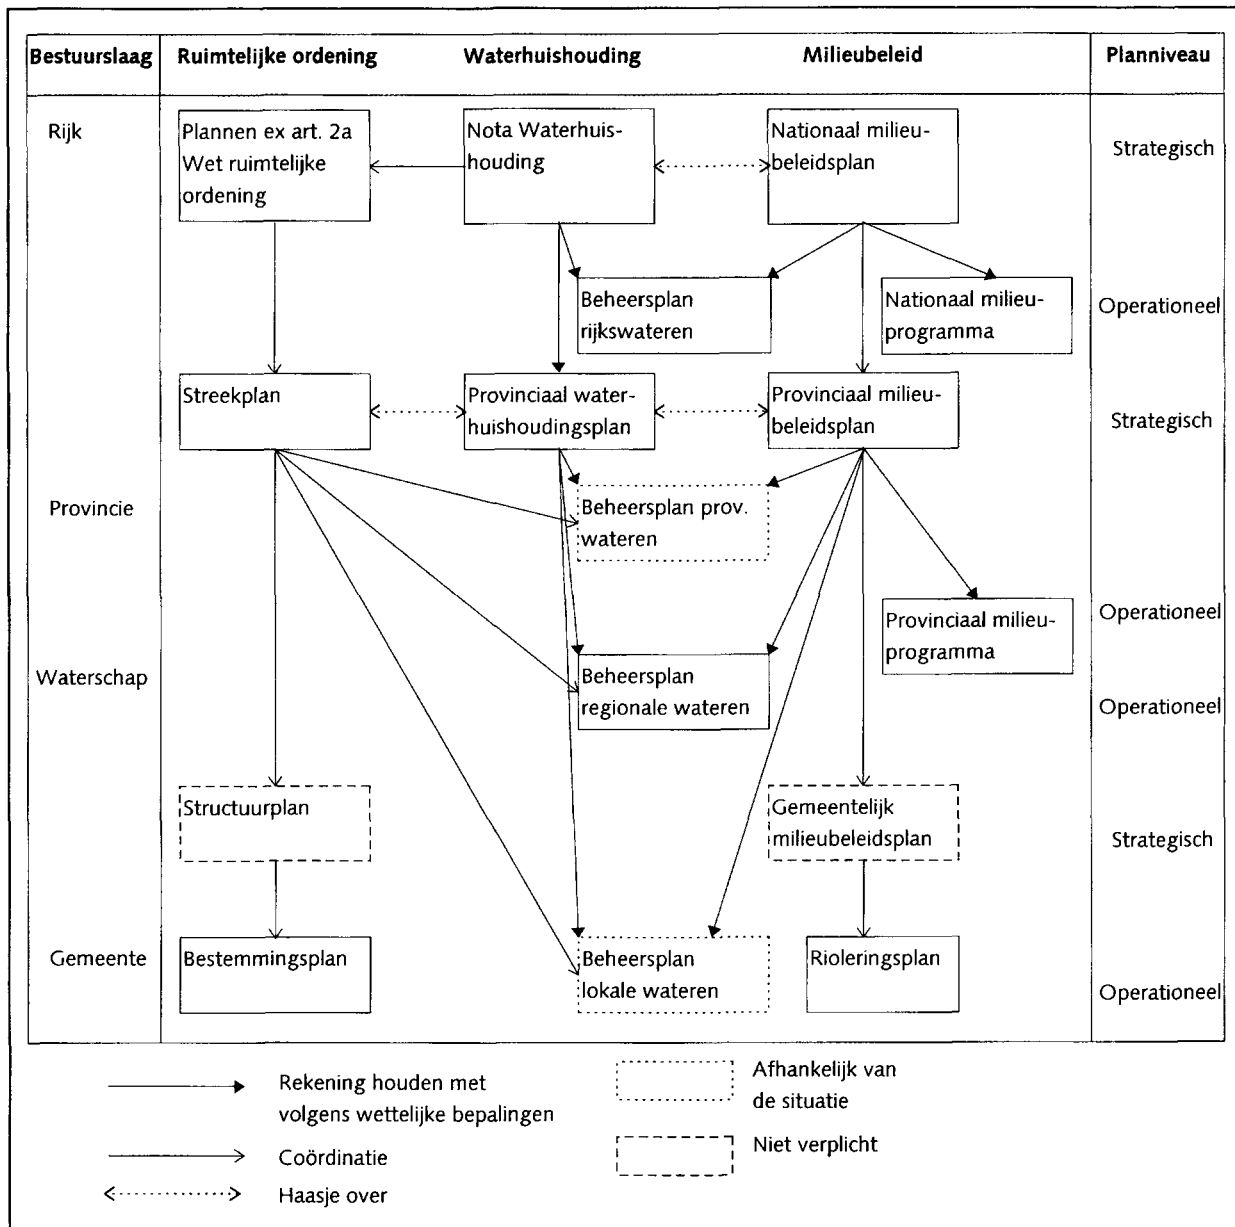 Bestuurslaag Ruimtelijke ordening Waterhuishouding Milieubeleid Planniveau
Rijk
Plannen ex art. 2a
Wet ruimtelijke
ordening
Nota Waterhuis-
houding
Nationaal milieu-
beleidsplan
Strategisch
Beheersplan
rijkswateren
Nationaal milieu-
programma
Operationeel
Streekplan
Provinciaal water-
huishoudingsplan
Provinciaal milieu-
beleidsplan
Strategisch
Provincie
Beheersplan prov.
wateren
Provinciaal milieu-
programma
Operationeel
Waterschap
Beheersplan
regionale wateren
Operationeel
Structuurplan
Gemeentelijk
milieubeleidsplan
Strategisch
Gemeente
Bestemmingsplan
Beheersplan
lokale wateren
Rioleringsplan
Operationeel
Rekening houden met
volgens wettelijke bepalingen
Coördinatie
Haasje over
Afhankelijk van
de situatie
Niet verplicht